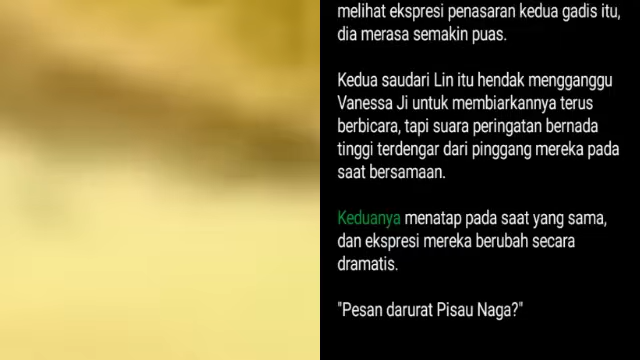 melihat ekspresi penasaran kedua gadis itu,
dia merasa semakin puas.
Kedua saudari Lin itu hendak mengganggu
Vanessa Ji untuk membiarkannya terus
berbicara, tapi suara peringatan bernada
tinggi terdengar dari pinggang mereka pada
saat bersamaan.
Keduanya menatap pada saat yang sama,
dan ekspresi mereka berubah secara
dramatis.
"Pesan darurat Pisau Naga?"